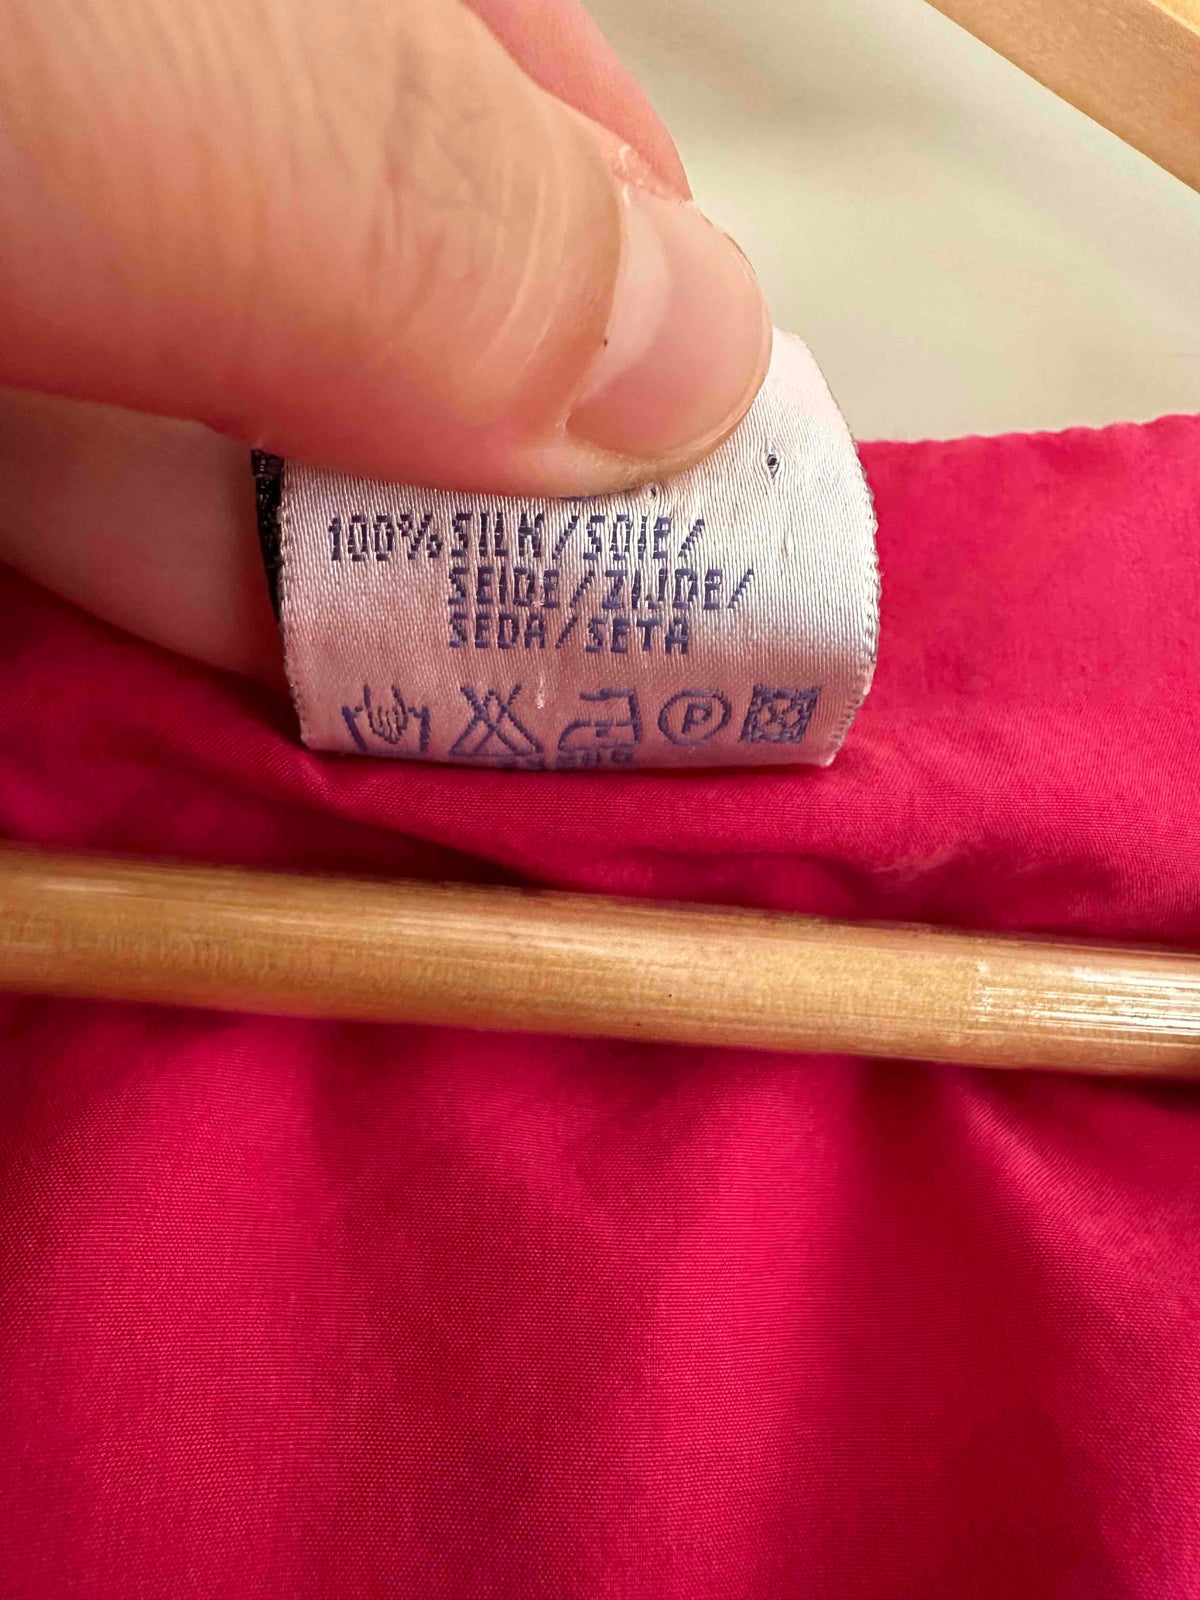 100% SILK/SOIE/
SEIDE/ZIJDE/
SEDA/SETA
P